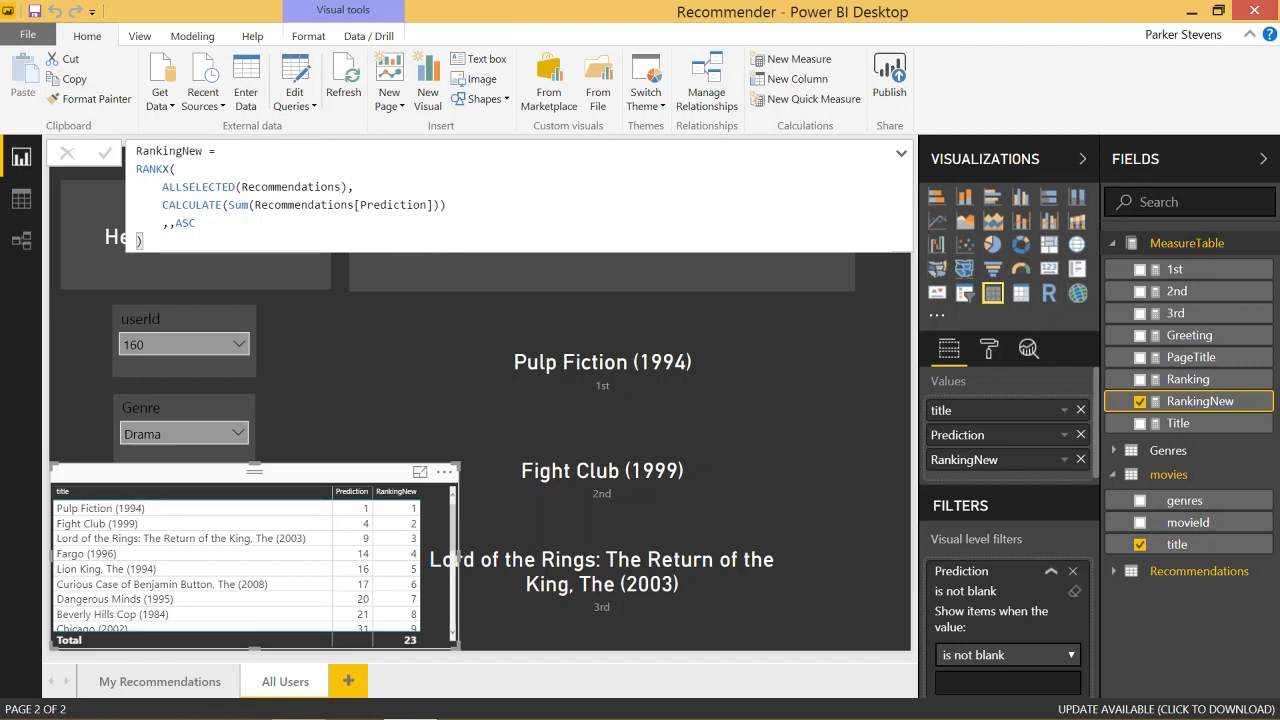 Visual tools
Recommender - Power BI Desktop
File
Home
View
Modeling
Help
Format
Data / Drill
Parker Stevens
Paste
Cut
Copy
Format Painter
Clipboard
Get Data
Recent Sources
Enter Data
External data
Edit Queries
Refresh
New Page
New Visual
Text box
Image
Shapes
Insert
From Marketplace
From File
Custom visuals
Switch Theme
Themes
Manage Relationships
Relationships
New Measure
New Column
New Quick Measure
Calculations
Publish
Share
RankingNew =
RANKX(
ALLSELECTED(Recommendations),
CALCULATE(Sum(Recommendations[Prediction]))
,,ASC
)
He
userId
160
Genre
Drama
Pulp Fiction (1994)
1st
Fight Club (1999)
2nd
Lord of the Rings: The Return of the
King, The (2003)
3rd
title Prediction RankingNew
Pulp Fiction (1994) 1 1
Fight Club (1999) 4 2
Lord of the Rings: The Return of the King, The (2003) 9 3
Fargo (1996) 14 4
Lion King, The (1994) 16 5
Curious Case of Benjamin Button, The (2008) 17 6
Dangerous Minds (1995) 20 7
Beverly Hills Cop (1984) 21 8
Chicago (2002) 31 9
Total 23
My Recommendations
All Users
PAGE 2 OF 2
VISUALIZATIONS
123
R
Values
title
Prediction
RankingNew
FILTERS
Visual level filters
Prediction
is not blank
Show items when the
value:
is not blank
FIELDS
Search
MeasureTable
1st
2nd
3rd
Greeting
PageTitle
Ranking
RankingNew
Title
Genres
movies
genres
movieId
title
Recommendations
UPDATE AVAILABLE (CLICK TO DOWNLOAD)